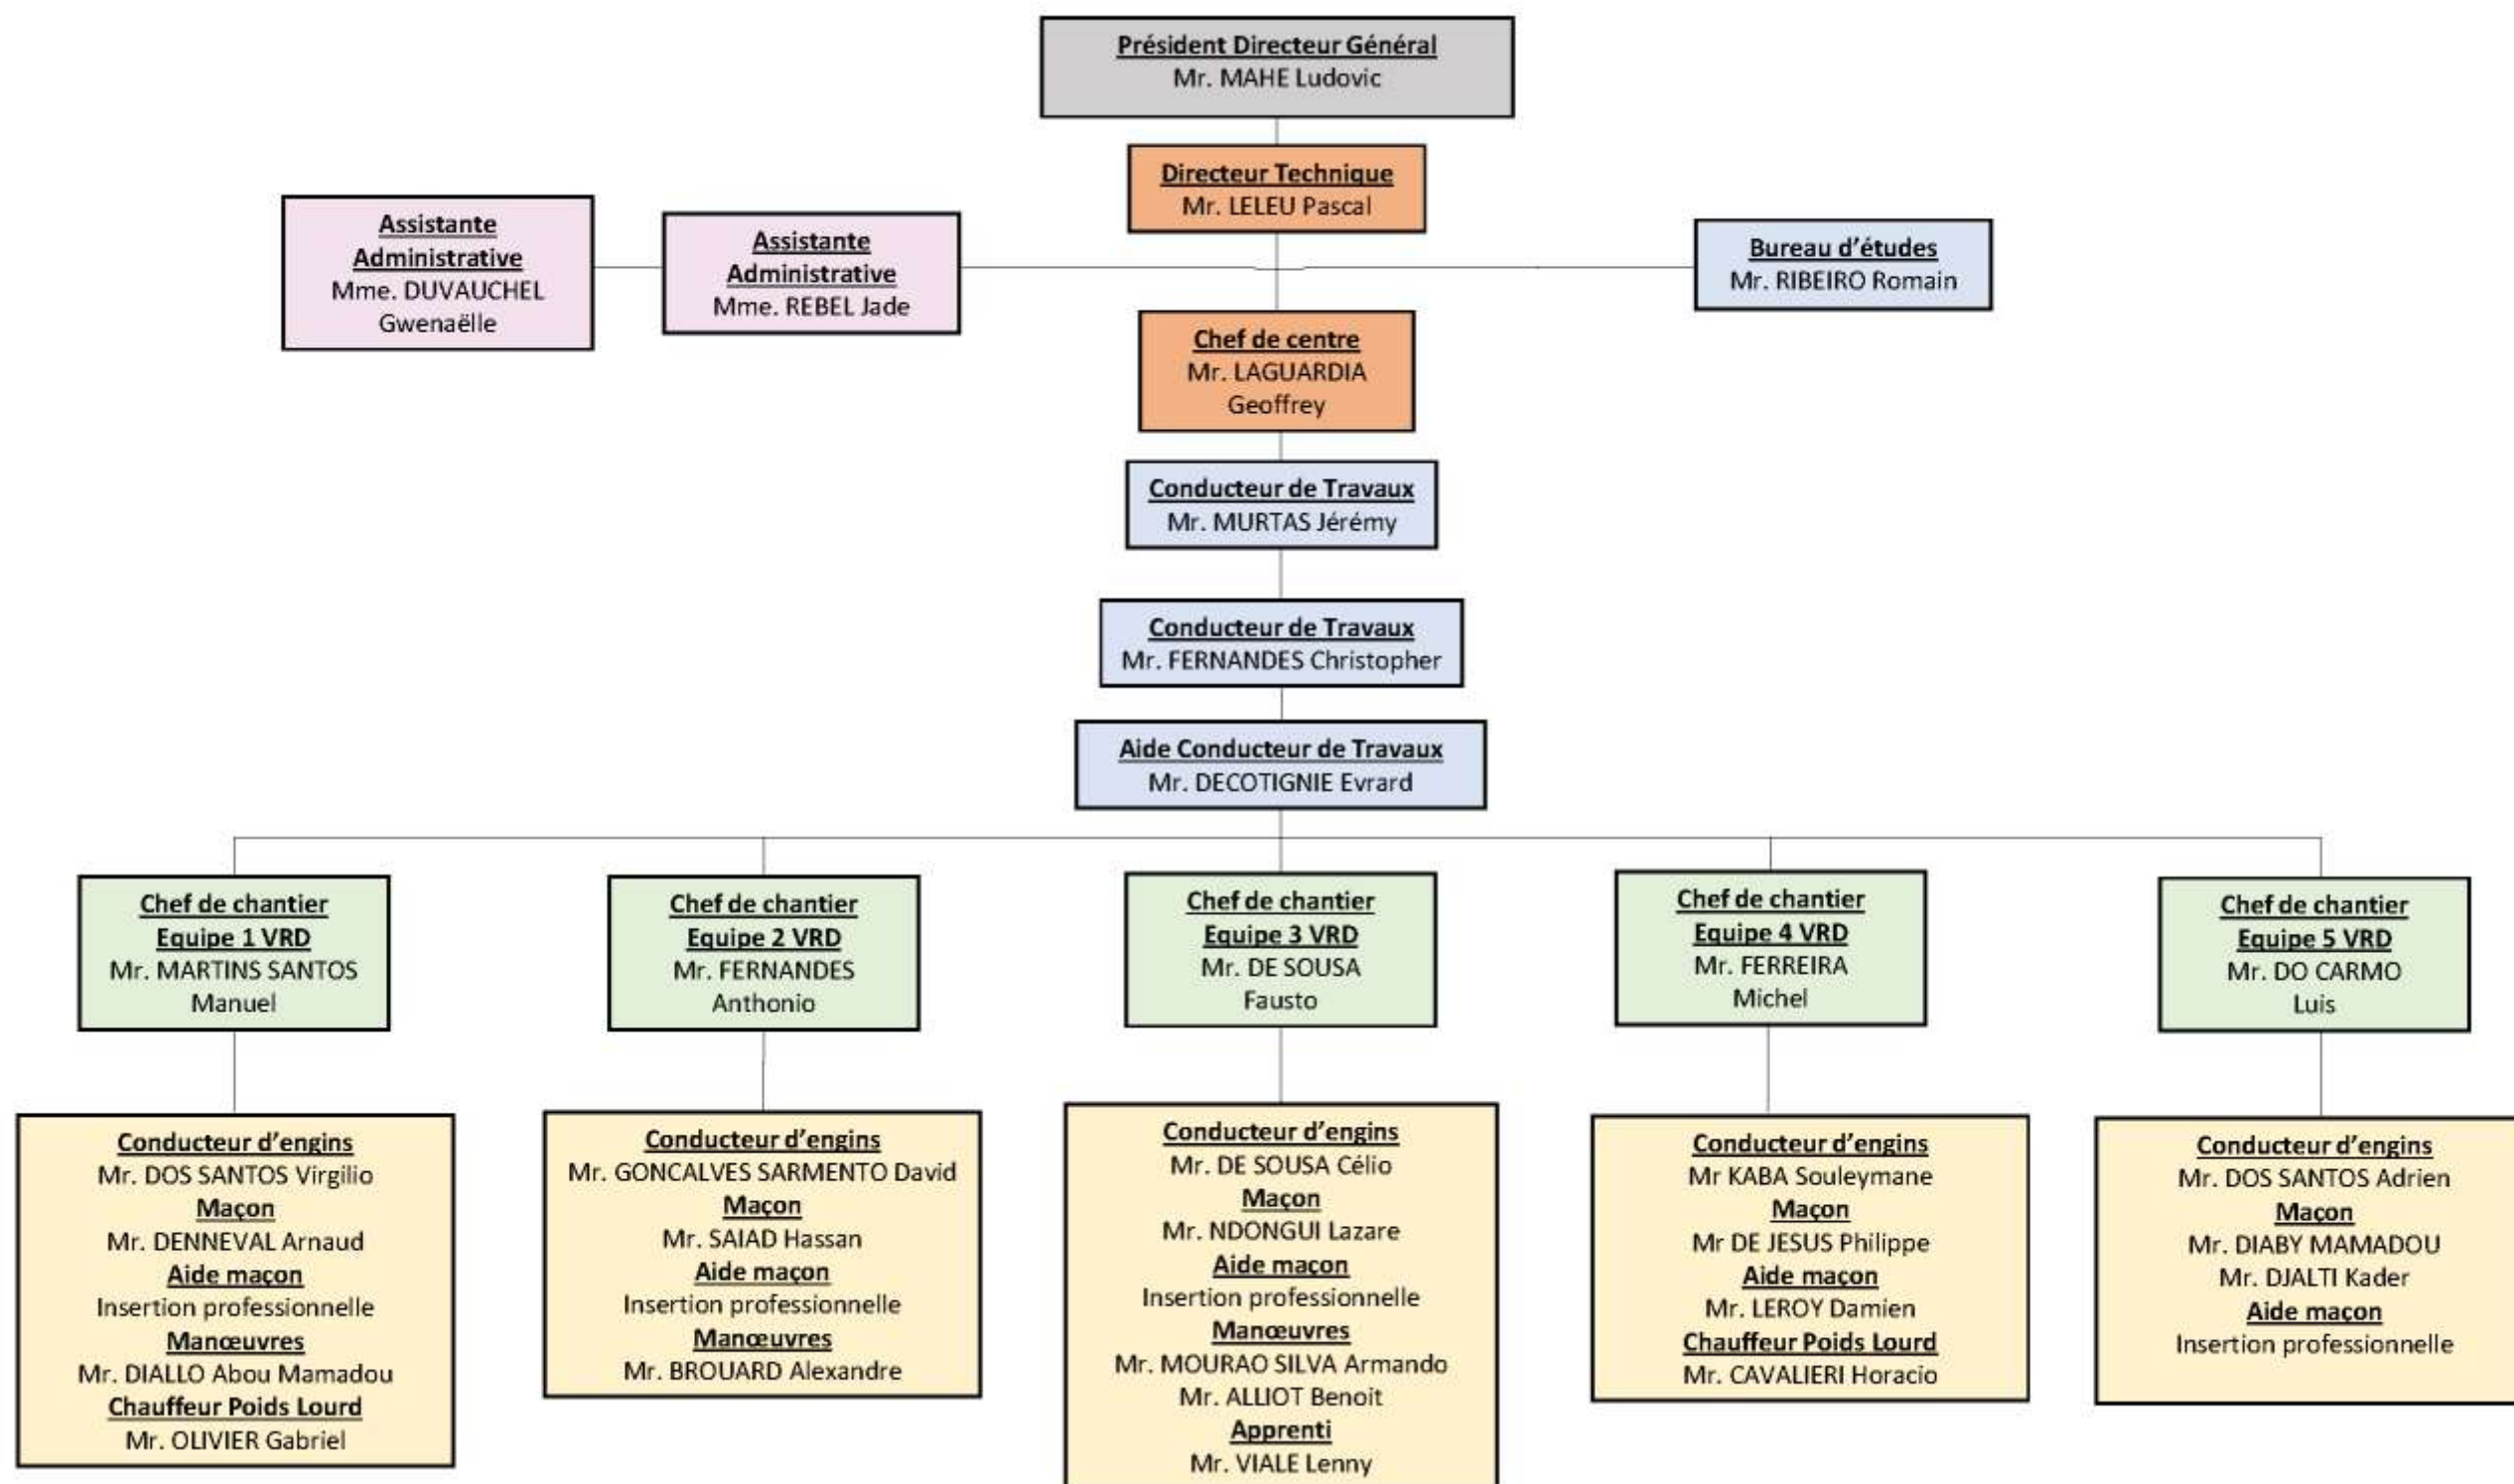 Président Directeur Général
Mr. MAHE Ludovic
Directeur Technique
Mr. LELEU Pascal
Assistante
Administrative
Mme. DUVAUCHEL
Gwenaëlle
Assistante
Administrative
Mme. REBEL Jade
Bureau d'études
Mr. RIBEIRO Romain
Chef de centre
Mr. LAGUARDIA
Geoffrey
Conducteur de Travaux
Mr. MURTAS Jérémy
Conducteur de Travaux
Mr. FERNANDES Christopher
Aide Conducteur de Travaux
Mr. DECOTIGNIE Evrard
Chef de chantier
Equipe 1 VRD
Mr. MARTINS SANTOS
Manuel
Chef de chantier
Equipe 2 VRD
Mr. FERNANDES
Anthonio
Chef de chantier
Equipe 3 VRD
Mr. DE SOUSA
Fausto
Chef de chantier
Equipe 4 VRD
Mr. FERREIRA
Michel
Chef de chantier
Equipe 5 VRD
Mr. DO CARMO
Luis
Conducteur d'engins
Mr. DOS SANTOS Virgilio
Maçon
Mr. DENNEVAL Arnaud
Aide maçon
Insertion professionnelle
Manœuvres
Mr. DIALLO Abou Mamadou
Chauffeur Poids Lourd
Mr. OLIVIER Gabriel
Conducteur d'engins
Mr. GONCALVES SARMENTO David
Maçon
Mr. SAIAD Hassan
Aide maçon
Insertion professionnelle
Manœuvres
Mr. BROUARD Alexandre
Conducteur d'engins
Mr. DE SOUSA Célio
Maçon
Mr. NDONGUI Lazare
Aide maçon
Insertion professionnelle
Manœuvres
Mr. MOURAO SILVA Armando
Mr. ALLIOT Benoit
Apprenti
Mr. VIALE Lenny
Conducteur d'engins
Mr KABA Souleymane
Maçon
Mr DE JESUS Philippe
Aide maçon
Mr. LEROY Damien
Chauffeur Poids Lourd
Mr. CAVALIERI Horacio
Conducteur d'engins
Mr. DOS SANTOS Adrien
Maçon
Mr. DIABY MAMADOU
Mr. DJALTI Kader
Aide maçon
Insertion professionnelle